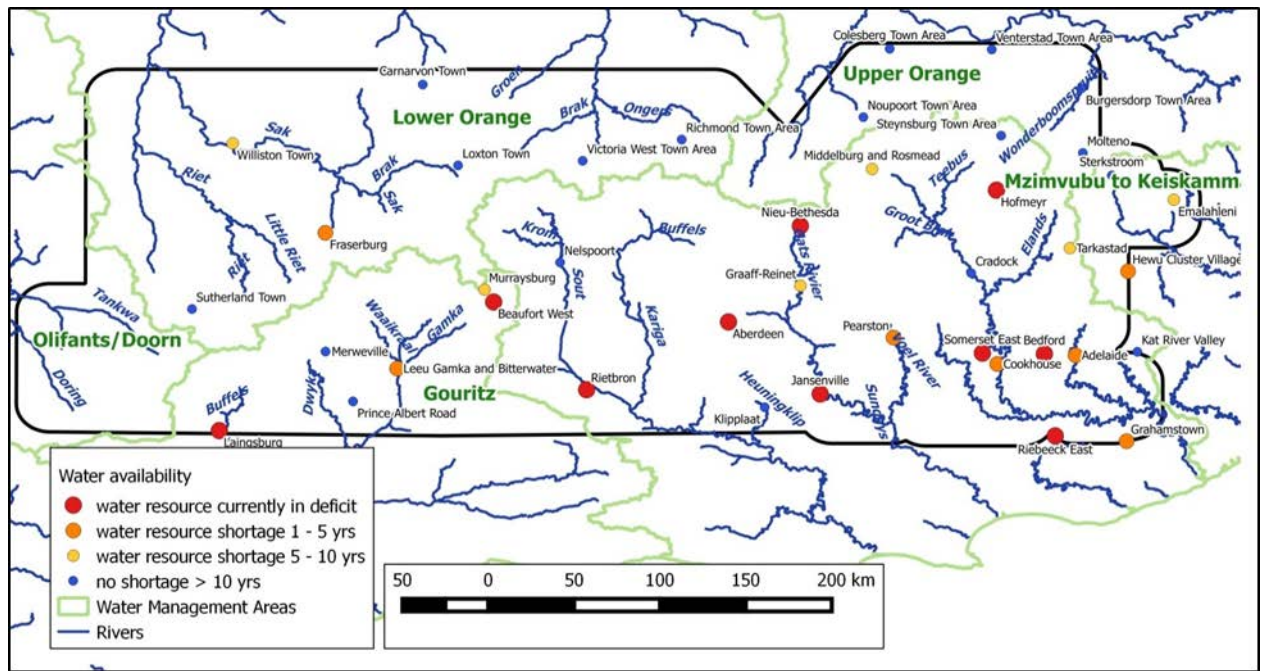 Colesberg Town Area
Venterstad Town Area
Carnarvon Town
Groen
Upper Orange
Wonderboomspruit
Burgersdorp Town Area
Lower Orange
Brak
Ongers
Noupoort Town Area
Steynsburg Town Area
Richmond Town Area
Sak
Williston Town
Brak
Loxton Town
Victoria West Town Area
Middelburg and Rosmead
Teebus
Molteno
Sterkstroom
Mzimvubu to Keiskamm
Riet
Sak
Hofmeyr
Emalahleni
Little Riet
Riet
Fraserburg
Krom
Nelspoort
Buffels
Nieu-Bethesda
Groot Brak
Elands
Tarkastad
Hewu Cluster Village
Cradock
Murraysburg
Beaufort West
Sout
Graaff-Reinet
Tankwa
Sutherland Town
Waaikraal
Gamka
Kariga
Aberdeen
Pearston
Olifants/Doorn
Merweville
Somerset East
Bedford
Adelaide
Kat River Valley
Doring
Dwyka
Leeu Gamka and Bitterwater
Cookhouse
Voel River
Gouritz
Rietbron
Heuningklip
Jansenville
Sundays
Buffels
Prince Albert Road
Klipplaat
Laingsburg
Riebeeck East
Grahamstown
Water availability
water resource currently in deficit
water resource shortage 1 - 5 yrs
water resource shortage 5 - 10 yrs
no shortage > 10 yrs
Water Management Areas
Rivers
50 0 50 100 150 200 km